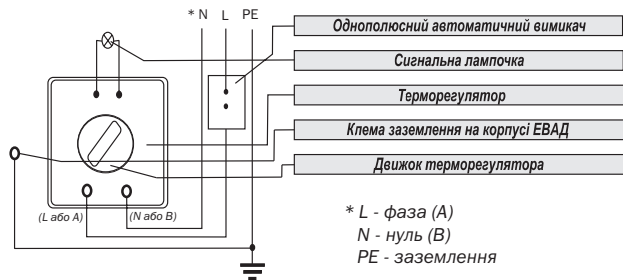 * N L PE
Однополюсний автоматичний вимикач
Сигнальна лампочка
Терморегулятор
Клема заземлення на корпусі ЕВАД
Движок терморегулятора
(L або А) (N або В)
* L - фаза (А)
N - нуль (В)
PE - заземлення